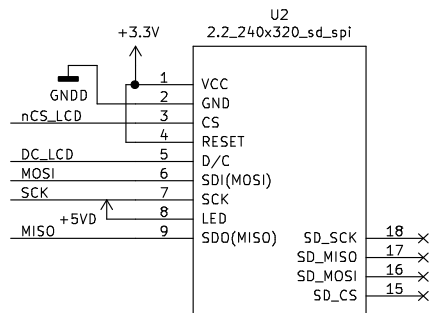 U2
2.2_240x320_sd_spi
+3.3V
1 VCC
GNDD
2 GND
nCS_LCD 3 CS
4 RESET
DC_LCD 5 D/C
MOSI 6 SDI(MOSI)
SCK 7 SCK
+5VD 8 LED
MISO 9 SDO(MISO)
SD_SCK 18
SD_MISO 17
SD_MOSI 16
SD_CS 15